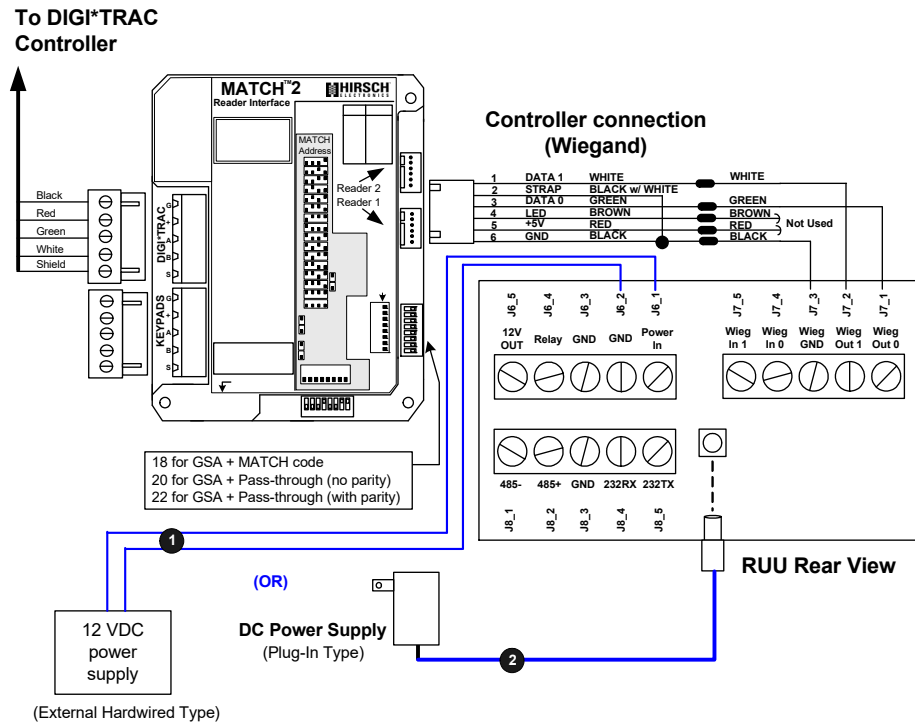 To DIGI*TRAC
Controller
MATCH™2
Reader Interface
HIRSCH
ELECTRONICS
MATCH
Address
Reader 2
Reader 1
Black
Red
Green
White
Shield
DIGI*TRAC
G
+
A
B
S
KEYPADS
G
+
A
B
S
Controller connection
(Wiegand)
1 DATA 1 WHITE WHITE
2 STRAP BLACK w/ WHITE
3 DATA 0 GREEN GREEN
4 LED BROWN BROWN
5 +5V RED RED
6 GND BLACK BLACK
Not Used
J6_5 J6_4 J6_3 J6_2 J6_1
12V OUT Relay GND GND Power In
J7_5 J7_4 J7_3 J7_2 J7_1
Wieg In 1 Wieg In 0 Wieg GND Wieg Out 1 Wieg Out 0
485- 485+ GND 232RX 232TX
J8_1 J8_2 J8_3 J8_4 J8_5
RUU Rear View
18 for GSA + MATCH code
20 for GSA + Pass-through (no parity)
22 for GSA + Pass-through (with parity)
1
(OR)
12 VDC
power
supply
(External Hardwired Type)
DC Power Supply
(Plug-In Type)
2